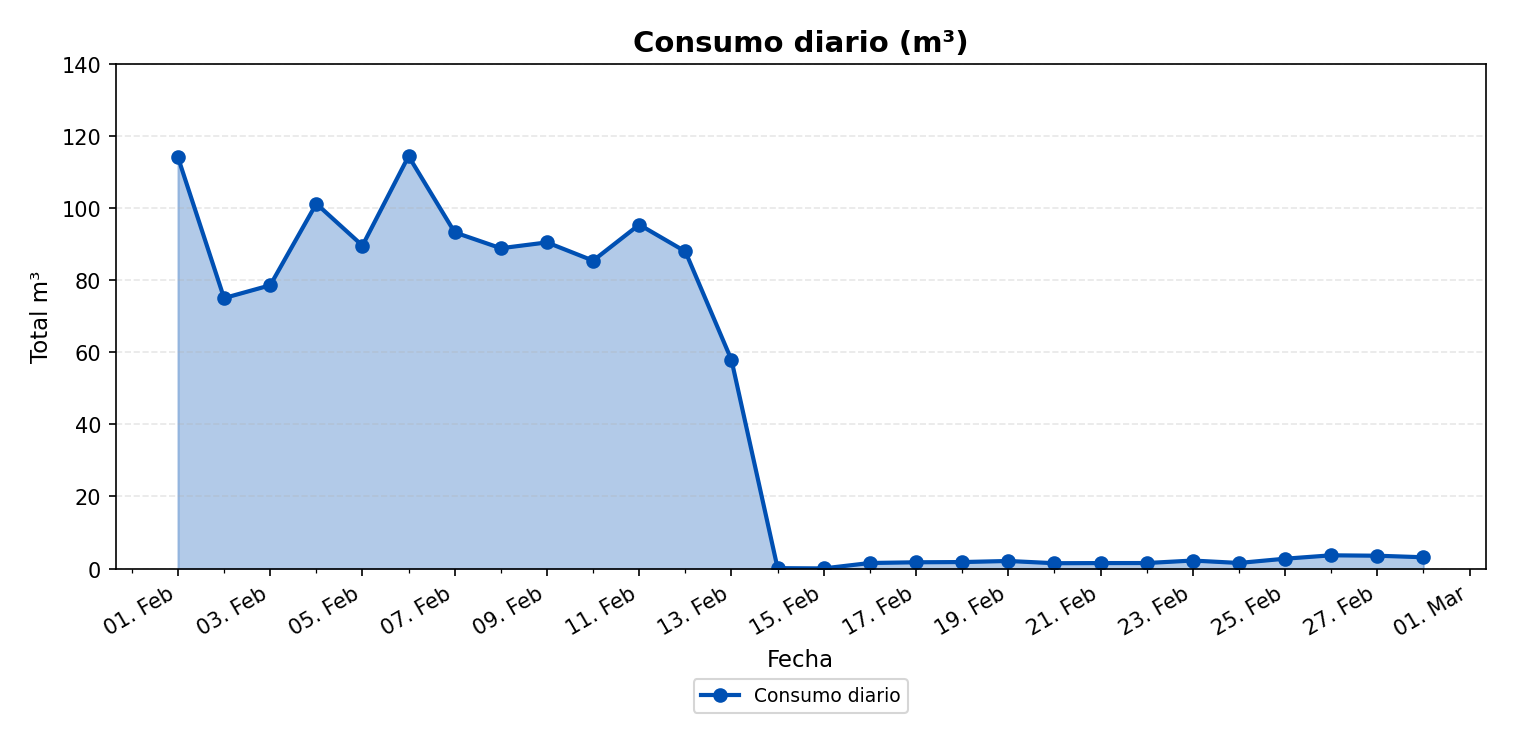 Consumo diario (m³)
Total m³
140
120
100
80
60
40
20
0
01. Feb
03. Feb
05. Feb
07. Feb
09. Feb
11. Feb
13. Feb
15. Feb
17. Feb
19. Feb
21. Feb
23. Feb
25. Feb
27. Feb
01. Mar
Fecha
Consumo diario